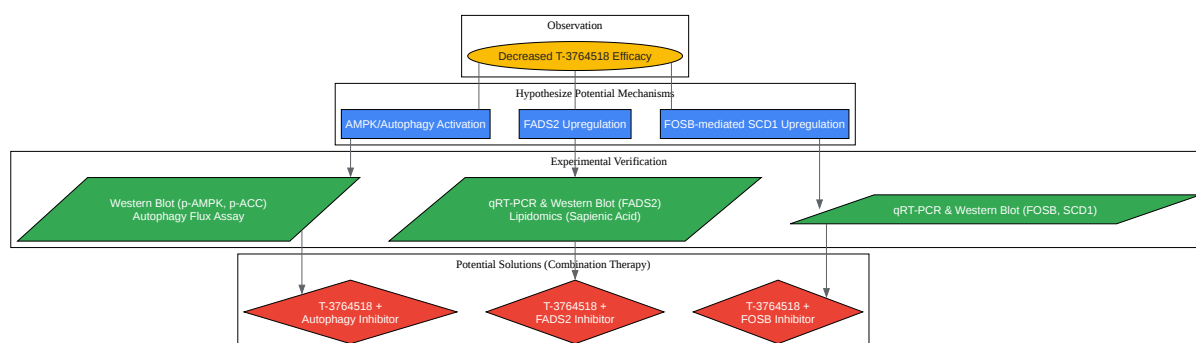 Observation
Decreased T-3764518 Efficacy
Hypothesize Potential Mechanisms
AMPK/Autophagy Activation
FADS2 Upregulation
FOSB-mediated SCD1 Upregulation
Experimental Verification
Western Blot (p-AMPK, p-ACC)
Autophagy Flux Assay
qRT-PCR & Western Blot (FADS2)
Lipidomics (Sapienic Acid)
qRT-PCR & Western Blot (FOSB, SCD1)
Potential Solutions (Combination Therapy)
T-3764518 +
Autophagy Inhibitor
T-3764518 +
FADS2 Inhibitor
T-3764518 +
FOSB Inhibitor